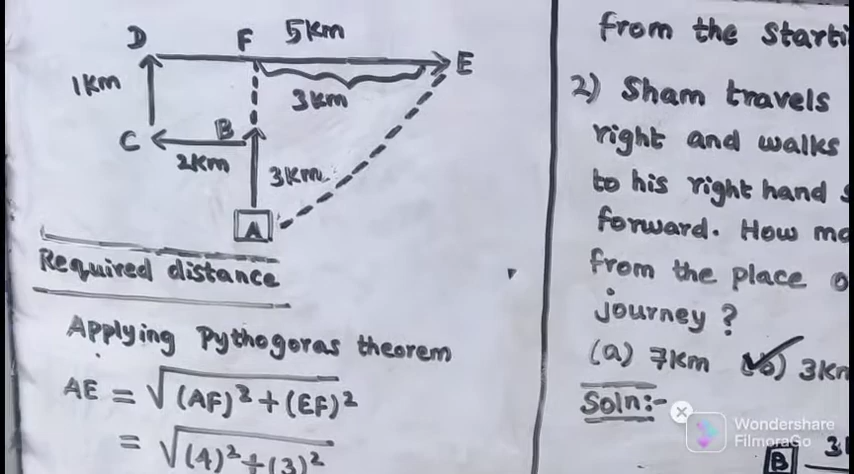 D F 5km E
1km
3km
C B
2km 3km
A
Required distance
Applying Pythogoras theorem
AE = √(AF)² + (EF)²
= √(4)² + (3)²
from the
2) Sham travels
right and walks
to his right hand
forward. How
from the place
journey?
(a) 7km (b) 3km
Soln:-
B 3
Wondershare
FilmoraGo